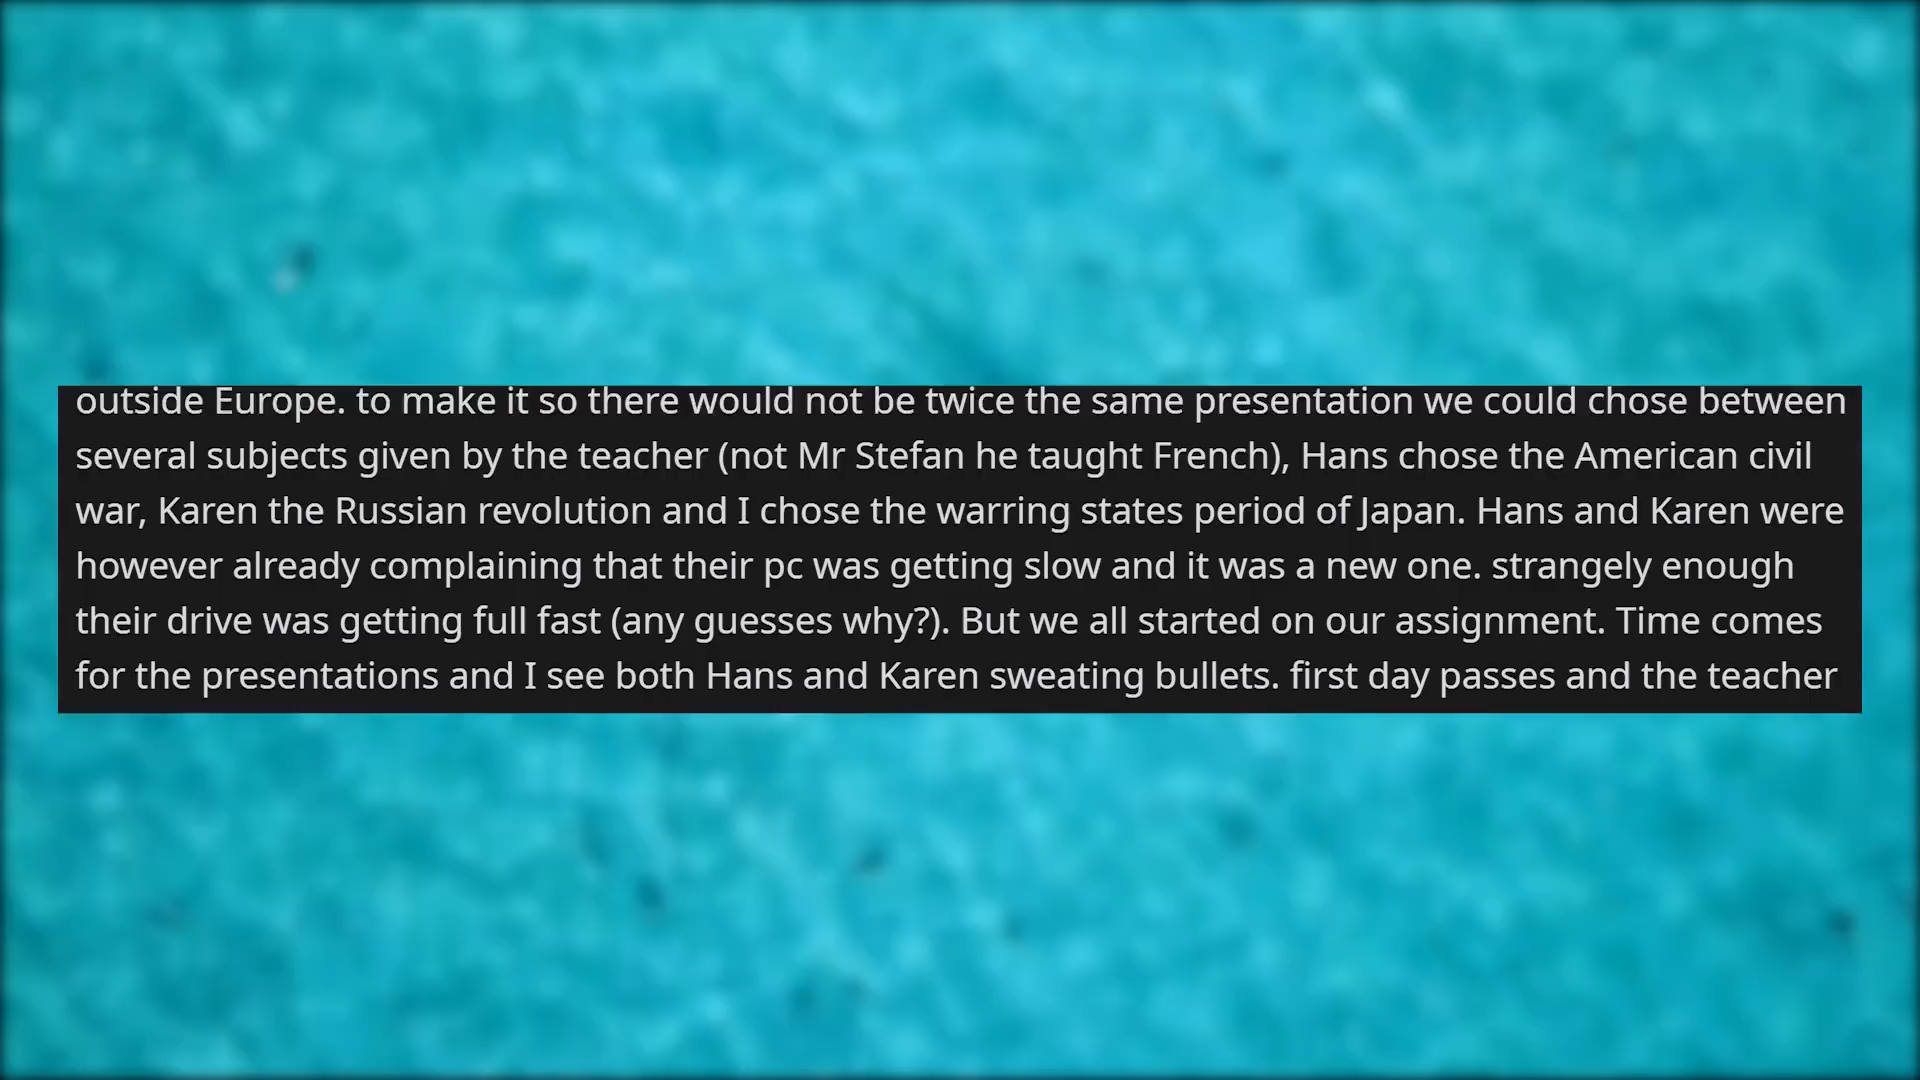 outside Europe. to make it so there would not be twice the same presentation we could chose between
several subjects given by the teacher (not Mr Stefan he taught French), Hans chose the American civil
war, Karen the Russian revolution and I chose the warring states period of Japan. Hans and Karen were
however already complaining that their pc was getting slow and it was a new one. strangely enough
their drive was getting full fast (any guesses why?). But we all started on our assignment. Time comes
for the presentations and I see both Hans and Karen sweating bullets. first day passes and the teacher